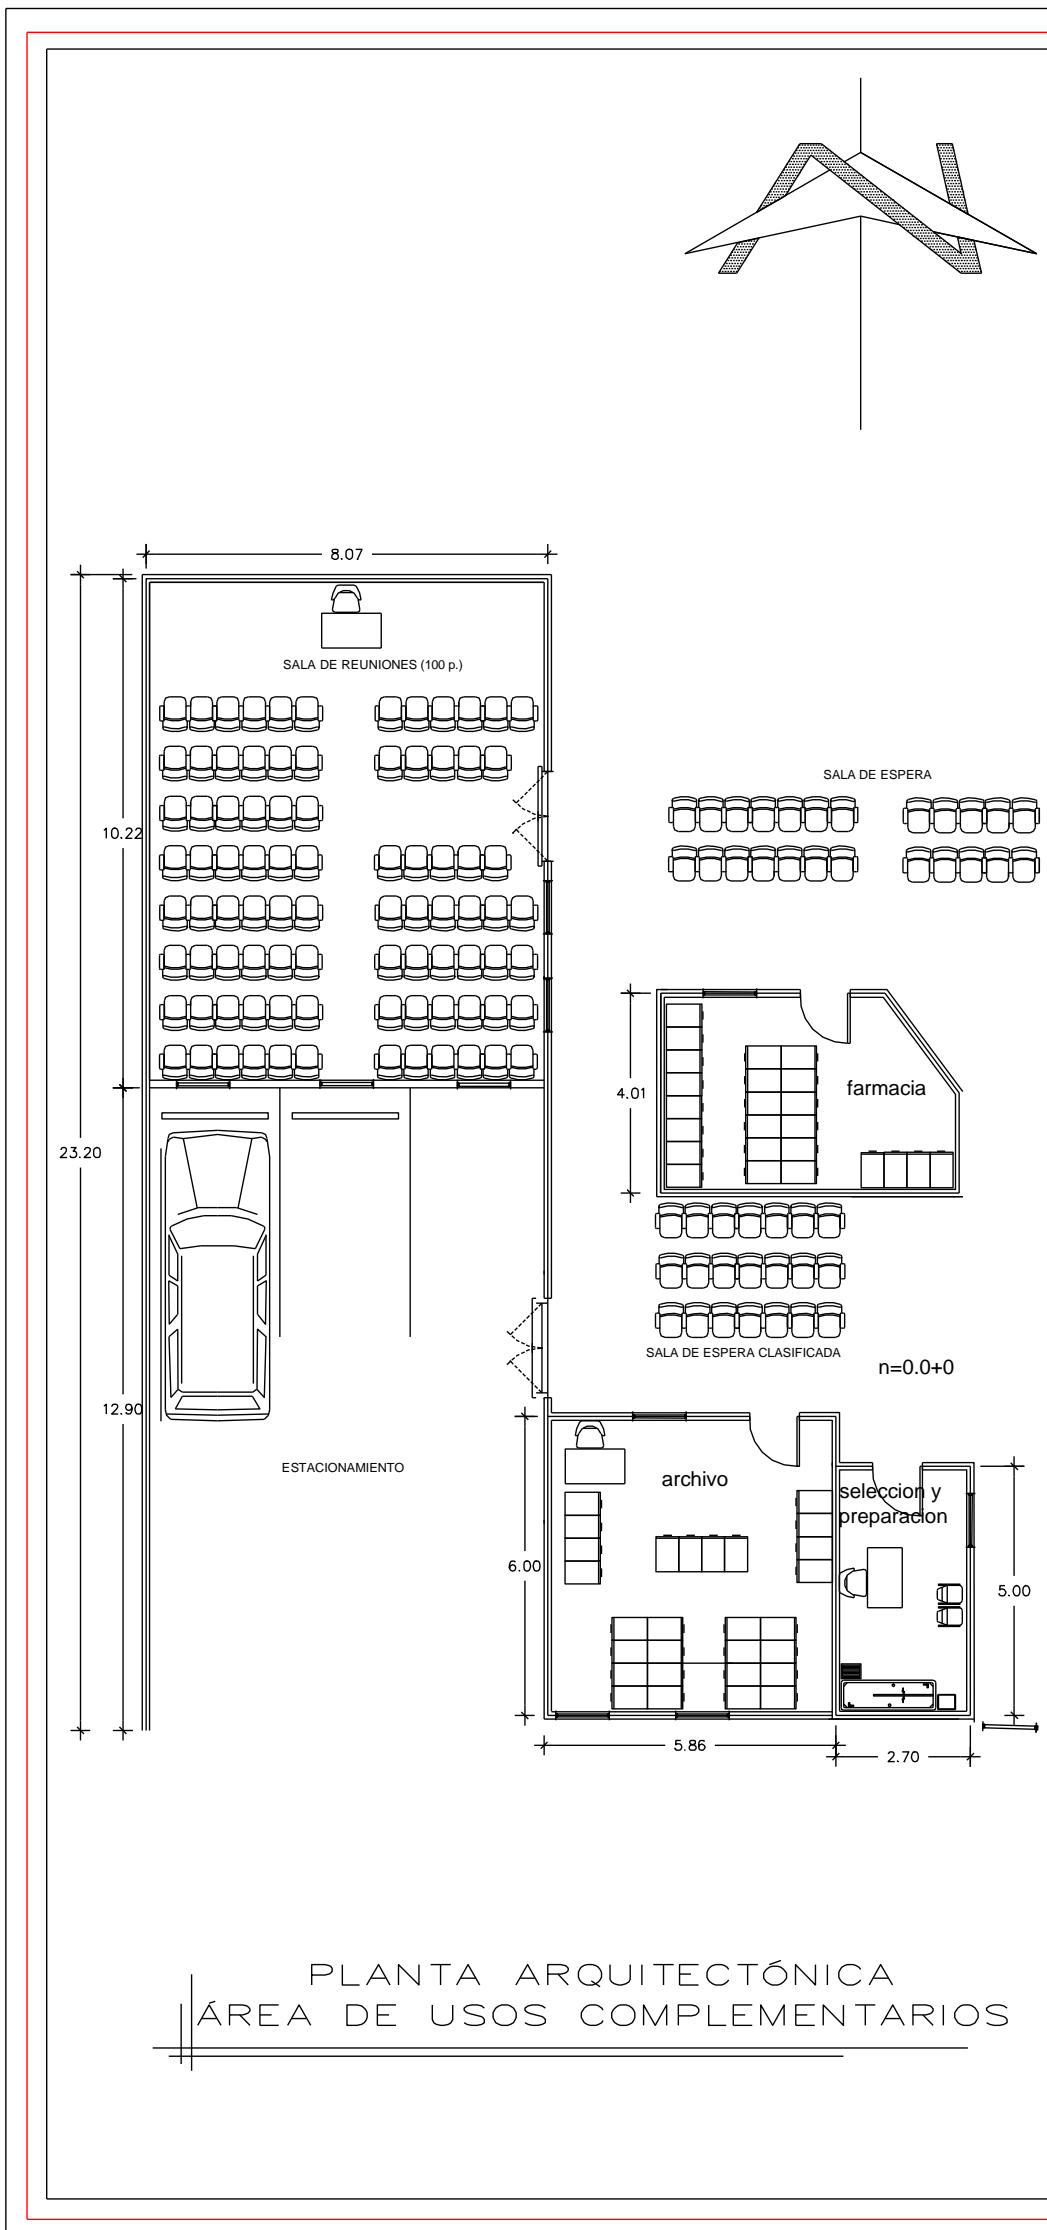 8.07
SALA DE REUNIONES (100 p.)
SALA DE ESPERA
10.22
4.01
farmacia
23.20
SALA DE ESPERA CLASIFICADA
n=0.0+0
12.90
ESTACIONAMIENTO
archivo
seleccion y
preparacion
6.00
5.00
5.86
2.70
PLANTA ARQUITECTÓNICA
ÁREA DE USOS COMPLEMENTARIOS